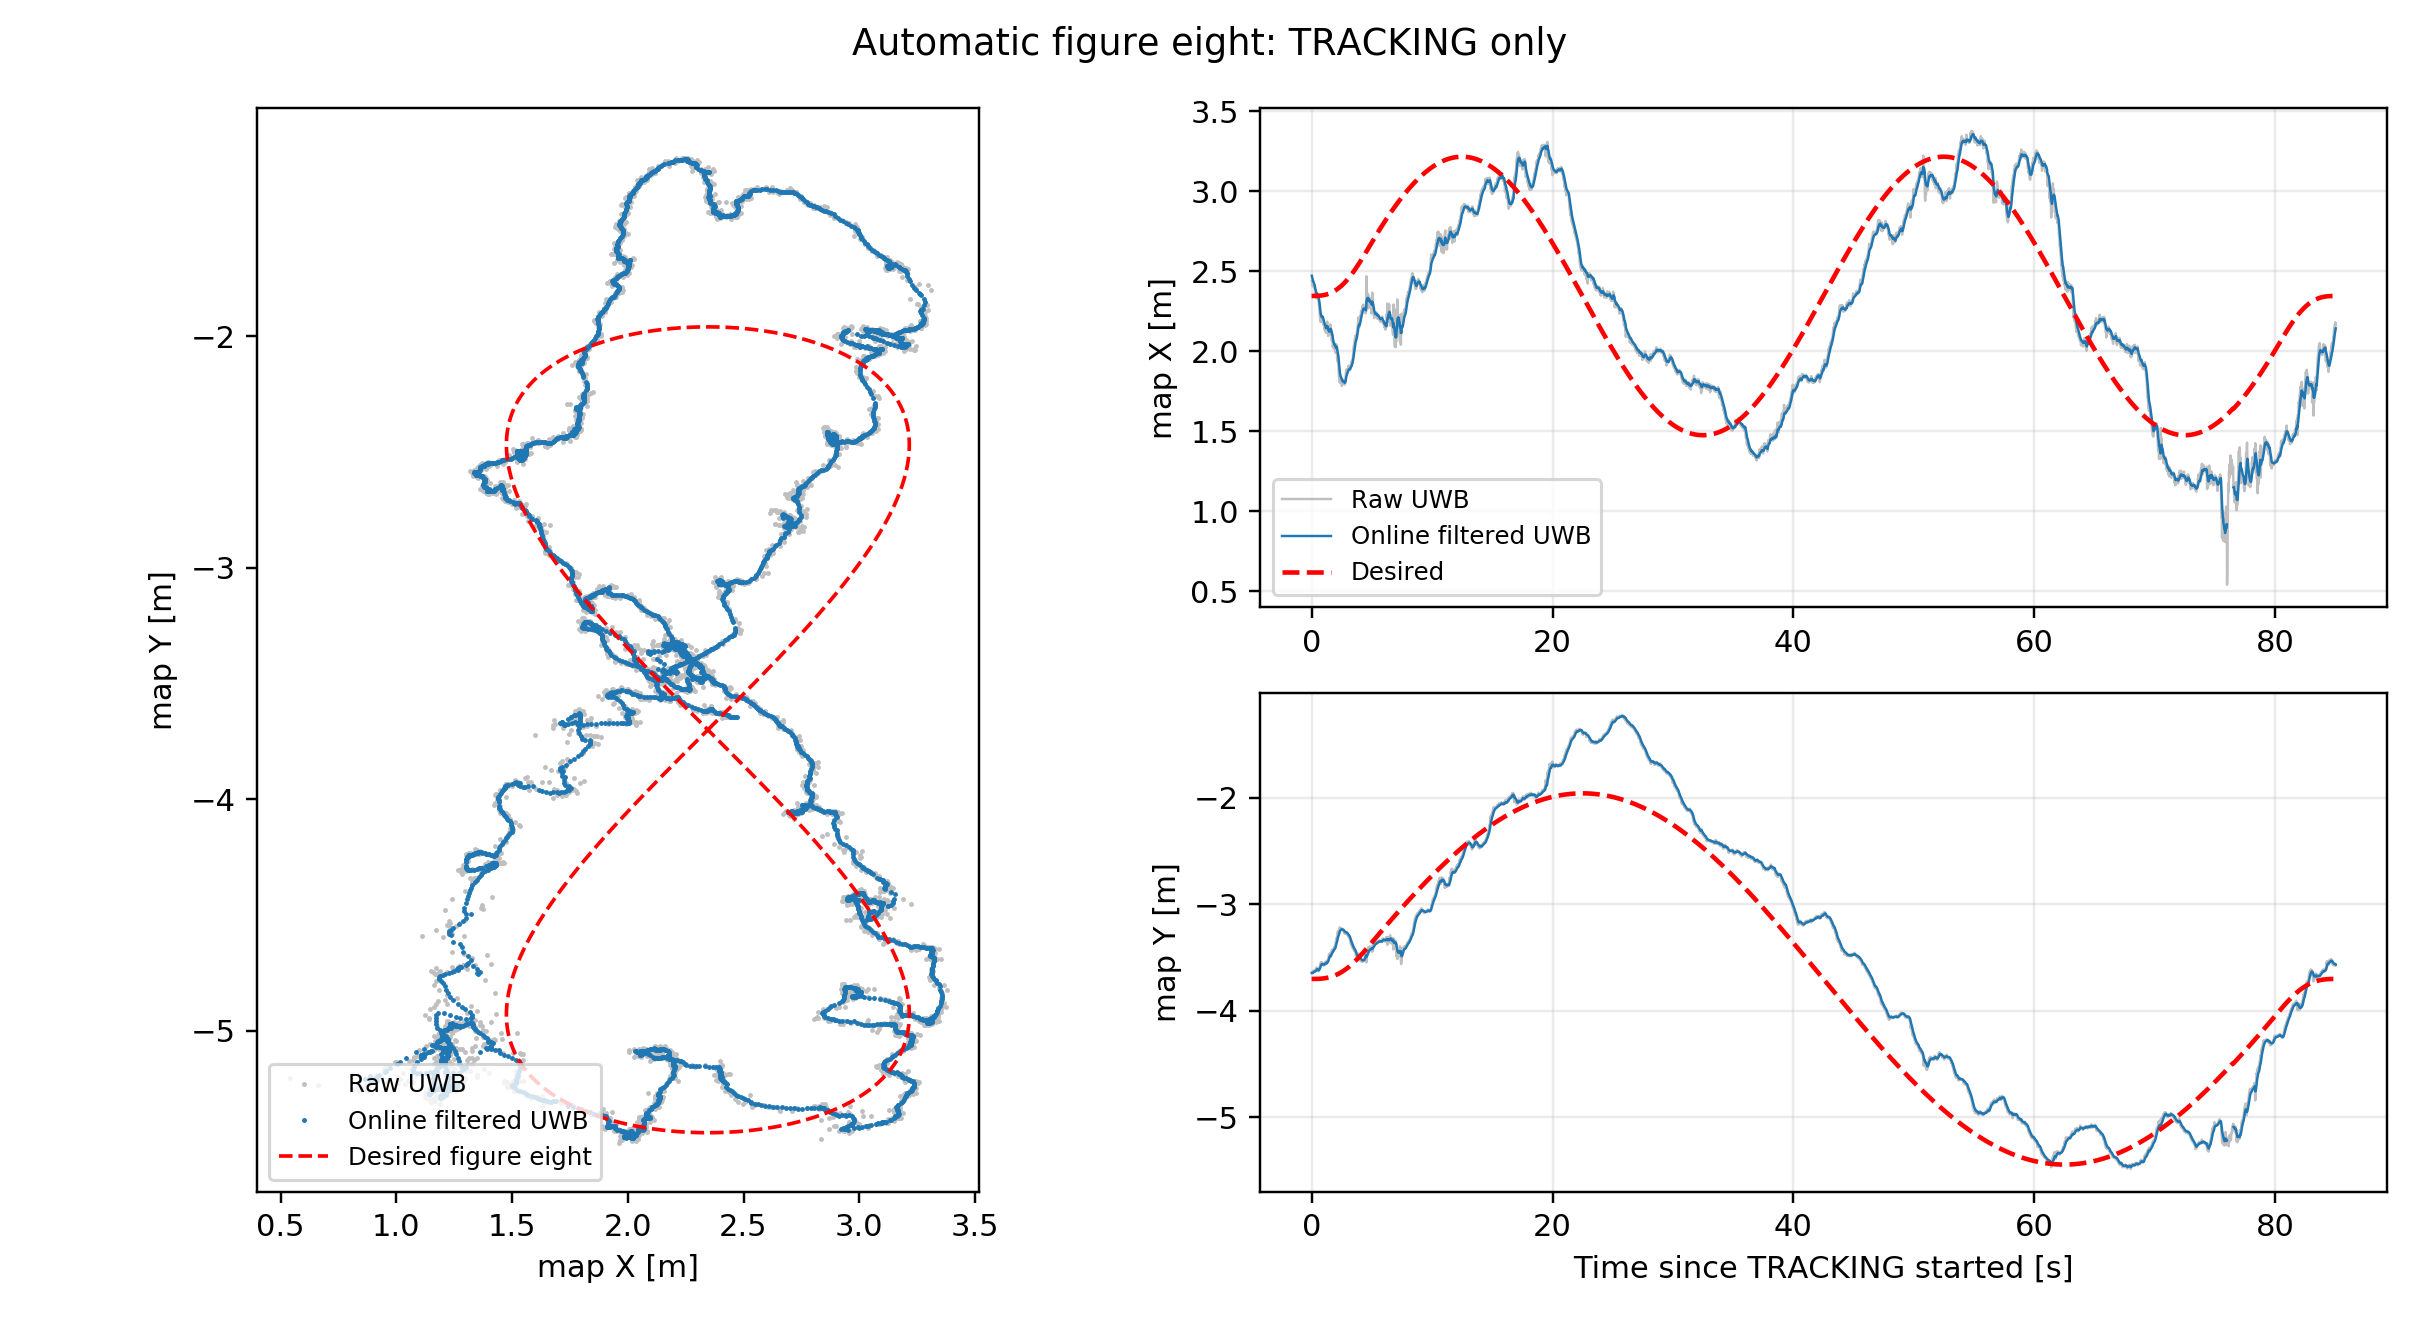 Automatic figure eight: TRACKING only
map Y [m]
−2
−3
−4
−5
Raw UWB
Online filtered UWB
Desired figure eight
0.5 1.0 1.5 2.0 2.5 3.0 3.5
map X [m]
map X [m]
3.5
3.0
2.5
2.0
1.5
1.0
0.5
Raw UWB
Online filtered UWB
Desired
0 20 40 60 80
map Y [m]
−2
−3
−4
−5
0 20 40 60 80
Time since TRACKING started [s]